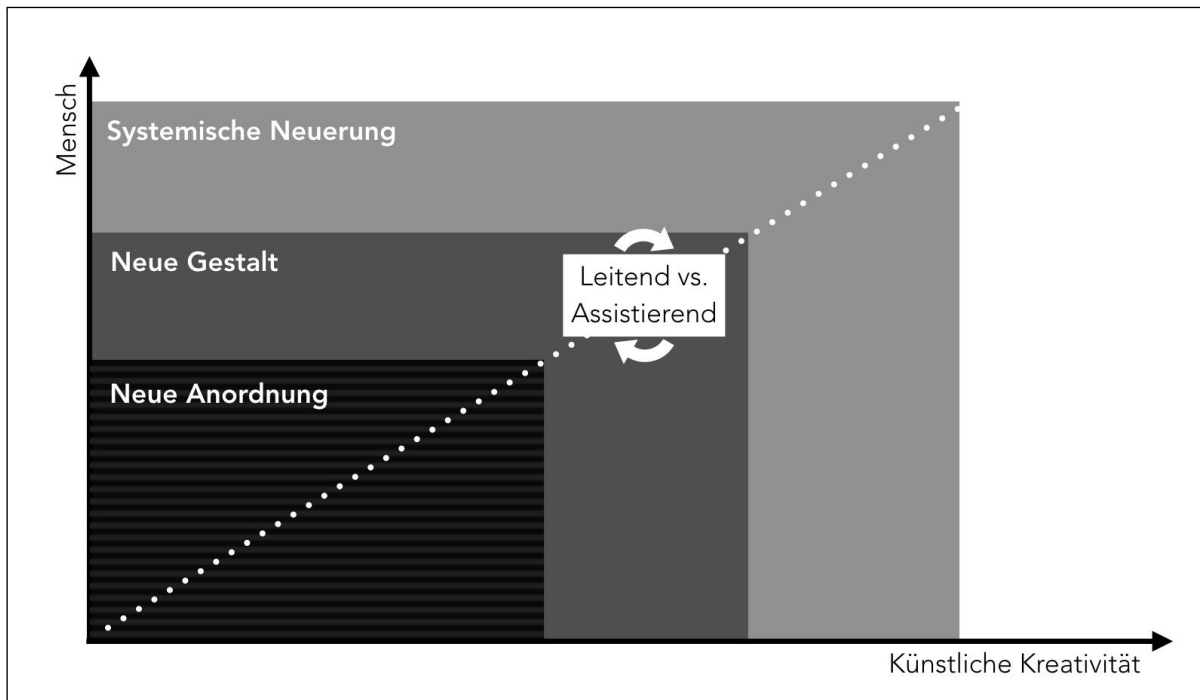 Mensch
Systemische Neuerung
Neue Gestalt
Leitend vs.
Assistierend
Neue Anordnung
Künstliche Kreativität